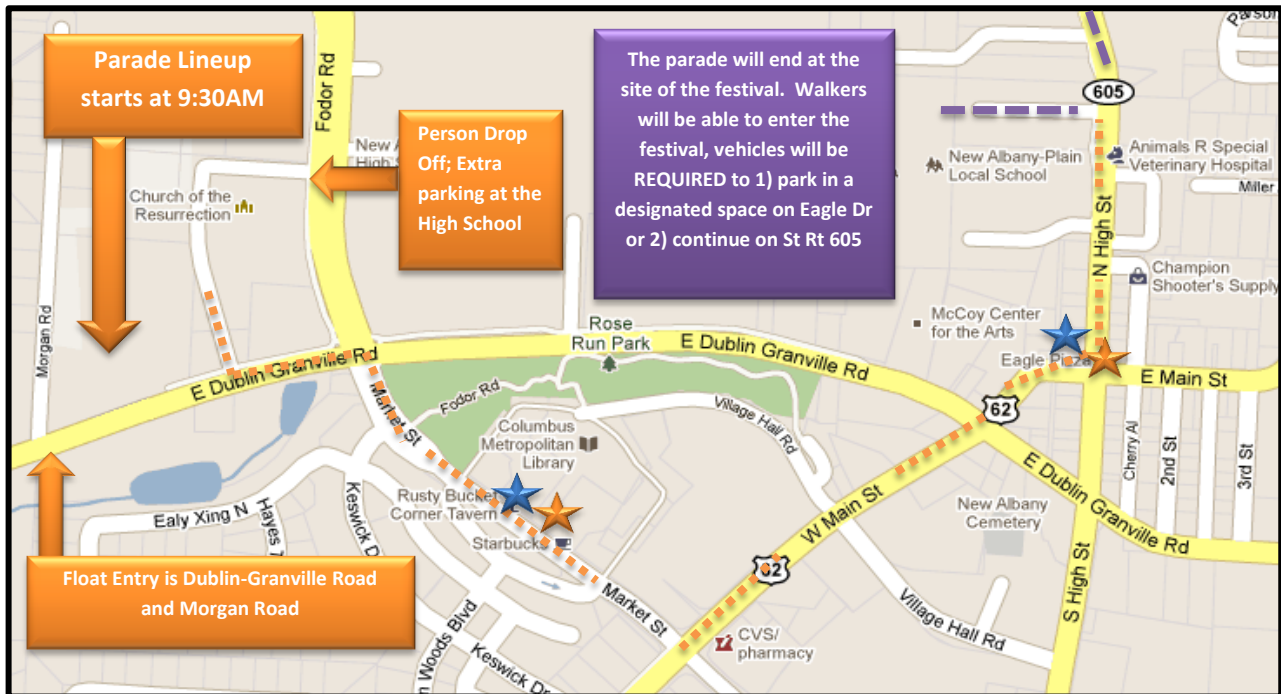 Parade Lineup
starts at 9:30AM
Fodor Rd
The parade will end at the
site of the festival.  Walkers
will be able to enter the
festival, vehicles will be
REQUIRED to 1) park in a
designated space on Eagle Dr
or 2) continue on St Rt 605
605
Person Drop
Off; Extra
parking at the
High School
New
High
Church of the
Resurrection
New Albany-Plain
Local School
Animals R Special
Veterinary Hospital
Miller
N High St
Champion
Shooter's Supply
McCoy Center
for the Arts
Eagle Pizza
E Main St
Morgan Rd
E Dublin Granville Rd
Rose
Run Park
E Dublin Granville Rd
62
Market St
Fodor Rd
Village Hall Rd
Columbus
Metropolitan
Library
Cherry Al
2nd St
3rd St
E Dublin Granville Rd
New Albany
Cemetery
Rusty Bucket
Corner Tavern
Starbucks
W Main St
Ealy Xing N
Hayes
Keswick D
Float Entry is Dublin-Granville Road
and Morgan Road
62
Market St
Village Hall Rd
S High St
CVS/
pharmacy
Woods Blvd
Keswick Dr